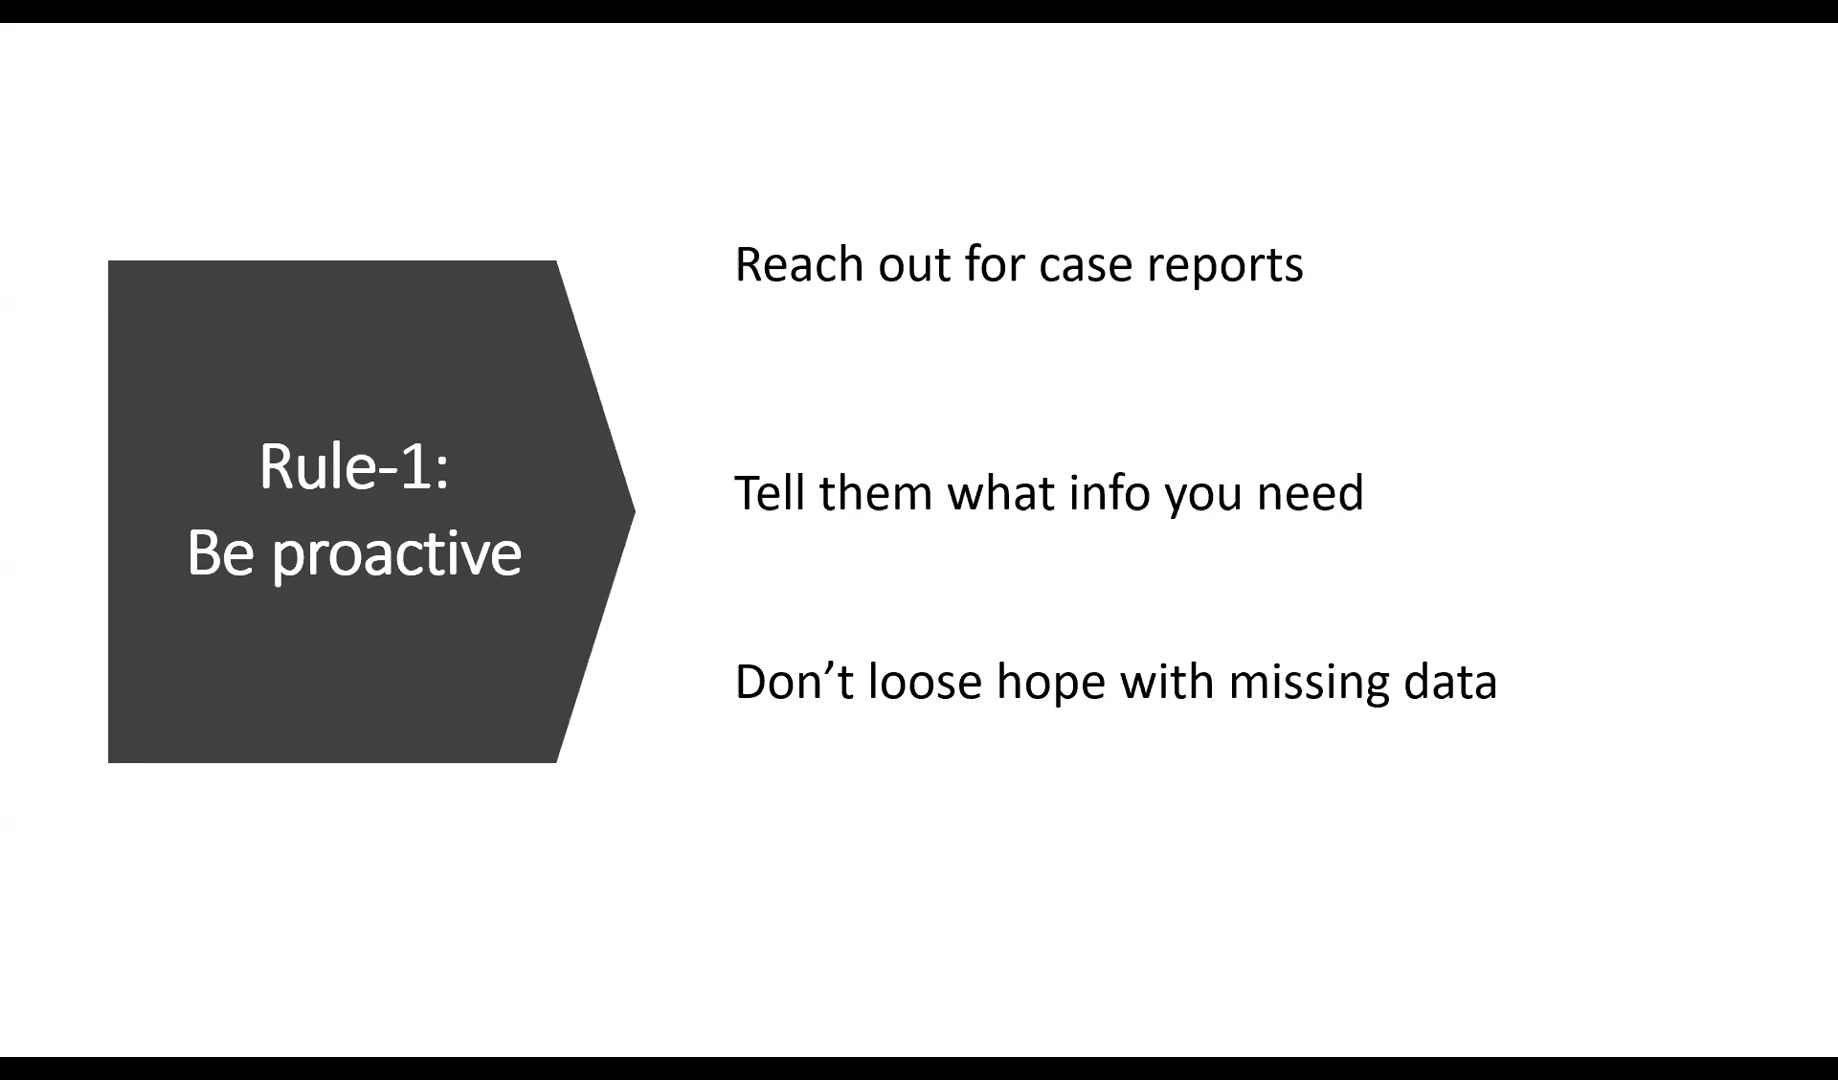 Rule-1:
Be proactive
Reach out for case reports
Tell them what info you need
Don’t loose hope with missing data